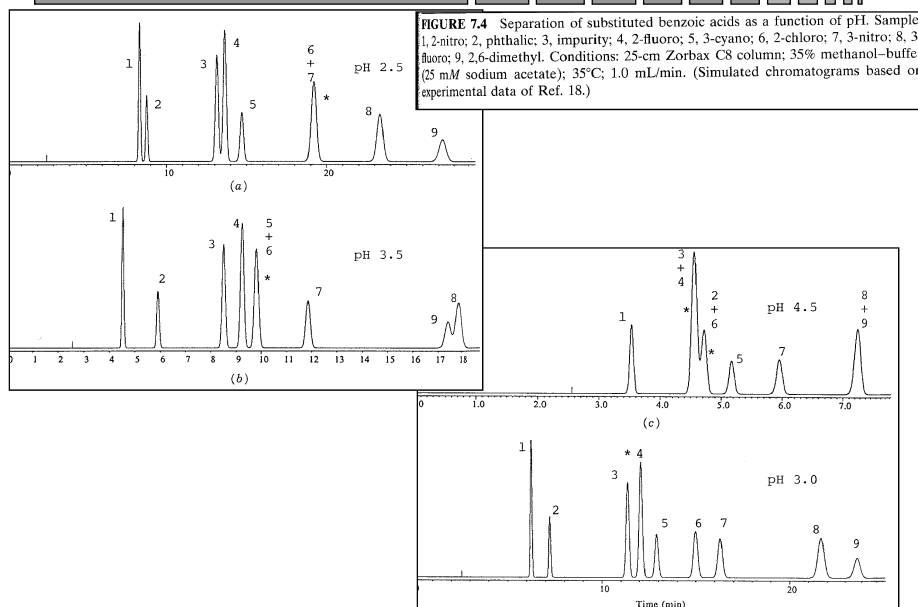 FIGURE 7.4 Separation of substituted benzoic acids as a function of pH. Sample
1, 2-nitro; 2, phthalic; 3, impurity; 4, 2-fluoro; 5, 3-cyano; 6, 2-chloro; 7, 3-nitro; 8, 3
fluoro; 9, 2,6-dimethyl. Conditions: 25-cm Zorbax C8 column; 35% methanol–buffe
(25 mM sodium acetate); 35°C; 1.0 mL/min. (Simulated chromatograms based on
experimental data of Ref. 18.)
1 2 3 4 5 6 + 7 * 8 9
pH 2.5
10 20
(a)
1 2 3 4 5 + 6 * 7 9 8
pH 3.5
0 1 2 3 4 5 6 7 8 9 10 11 12 13 14 15 16 17 18
(b)
1 3 + 4 * 2 + 6 * 5 7 8 + 9
pH 4.5
0 1.0 2.0 3.0 4.0 5.0 6.0 7.0
(c)
1 2 3 * 4 5 6 7 8 9
pH 3.0
10 20
Time (min)